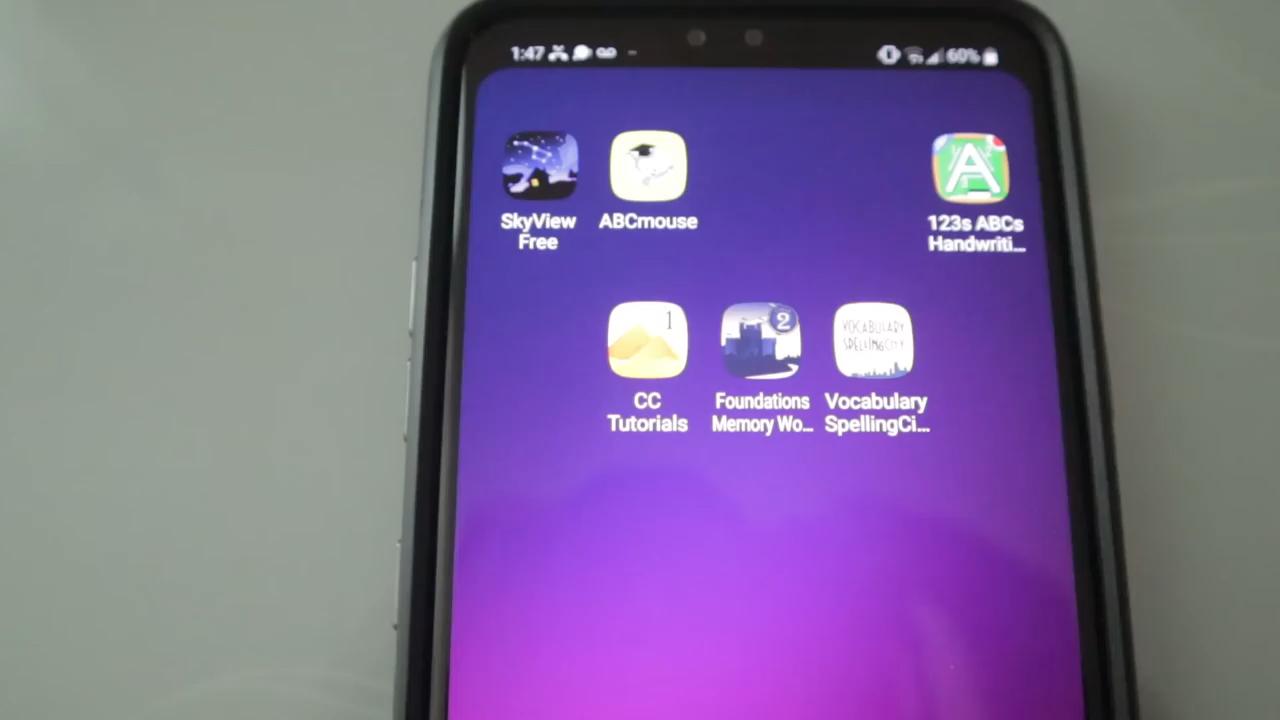 1:47
60%
SkyView
Free
ABCmouse
A
123s ABCs
Handwriti...
1
CC
Tutorials
2
Foundations
Memory Wo...
VOCABULARY
SPELLINGCITY
Vocabulary
SpellingCi...